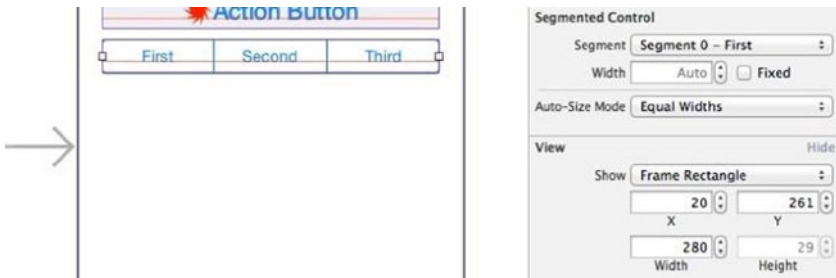 Action Button
First Second Third
Segmented Control
Segment Segment 0 – First
Width Auto Fixed
Auto-Size Mode Equal Widths
View Hide
Show Frame Rectangle
20 261
X Y
280 29
Width Height